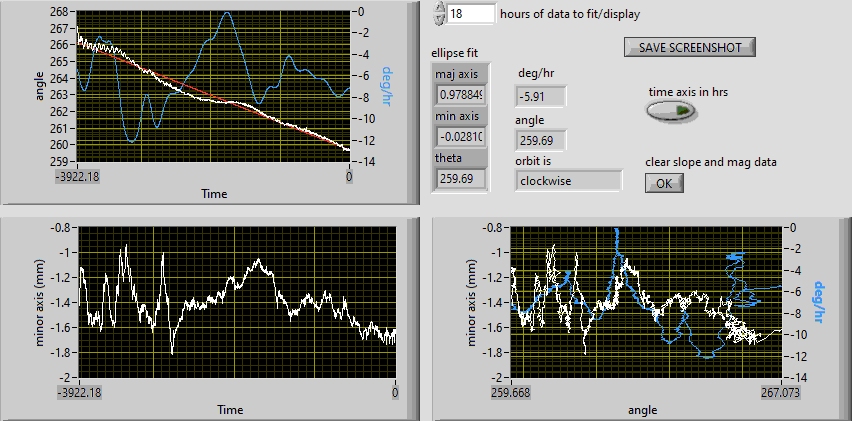 268
267
266
265
264
263
262
261
260
259
angle
0
-2
-4
-6
-8
-10
-12
-14
deg/hr
-3922.18
0
Time
18
hours of data to fit/display
SAVE SCREENSHOT
ellipse fit
maj axis
0.978849
min axis
-0.02810
theta
259.69
deg/hr
-5.91
angle
259.69
orbit is
clockwise
time axis in hrs
clear slope and mag data
OK
-0.8
-1
-1.2
-1.4
-1.6
-1.8
-2
minor axis (mm)
-3922.18
0
Time
-0.8
-1
-1.2
-1.4
-1.6
-1.8
-2
minor axis (mm)
0
-2
-4
-6
-8
-10
-12
-14
deg/hr
259.668
267.073
angle